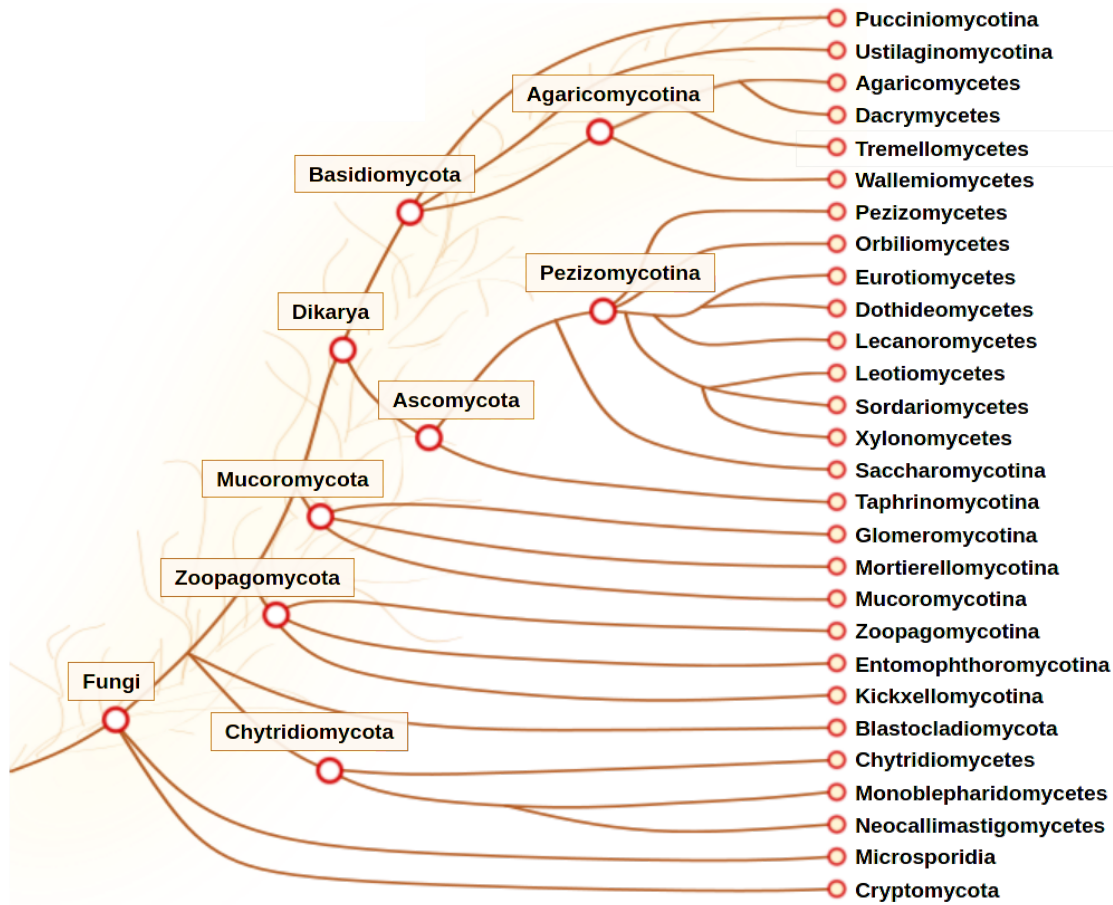 Pucciniomycotina
Ustilaginomycotina
Agaricomycotina
Agaricomycetes
Dacrymycetes
Tremellomycetes
Basidiomycota
Wallemiomycetes
Pezizomycetes
Orbiliomycetes
Pezizomycotina
Eurotiomycetes
Dikarya
Dothideomycetes
Lecanoromycetes
Leotiomycetes
Ascomycota
Sordariomycetes
Xylonomycetes
Saccharomycotina
Mucoromycota
Taphrinomycotina
Glomeromycotina
Mortierellomycotina
Zoopagomycota
Mucoromycotina
Zoopagomycotina
Entomophthoromycotina
Fungi
Kickxellomycotina
Chytridiomycota
Blastocladiomycota
Chytridiomycetes
Monoblepharidomycetes
Neocallimastigomycetes
Microsporidia
Cryptomycota